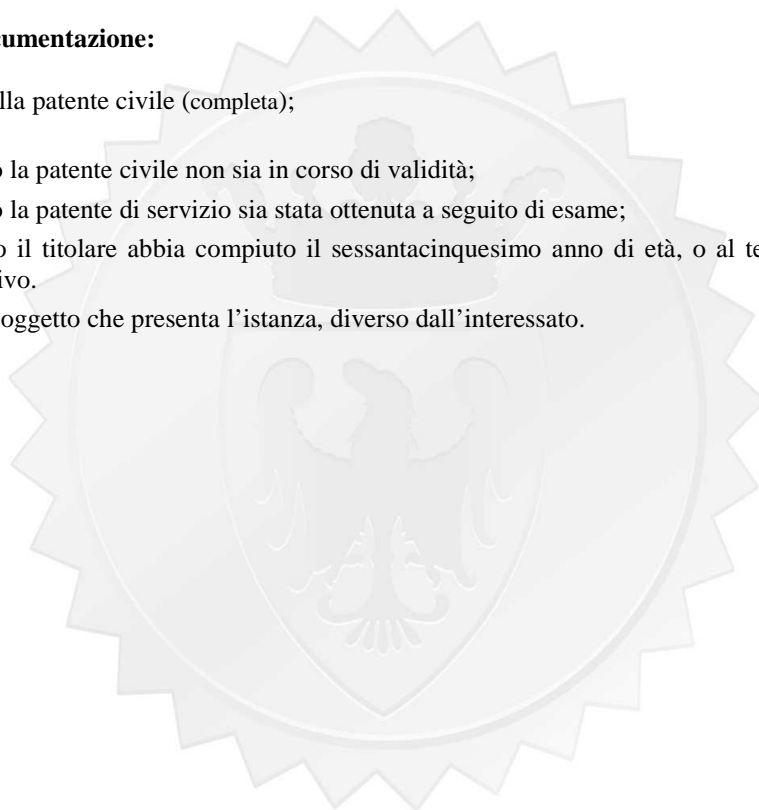 cumentazione:
lla patente civile (completa);
o la patente civile non sia in corso di validità;
o la patente di servizio sia stata ottenuta a seguito di esame;
o il titolare abbia compiuto il sessantacinquesimo anno di età, o al te
ivo.
oggetto che presenta l’istanza, diverso dall’interessato.